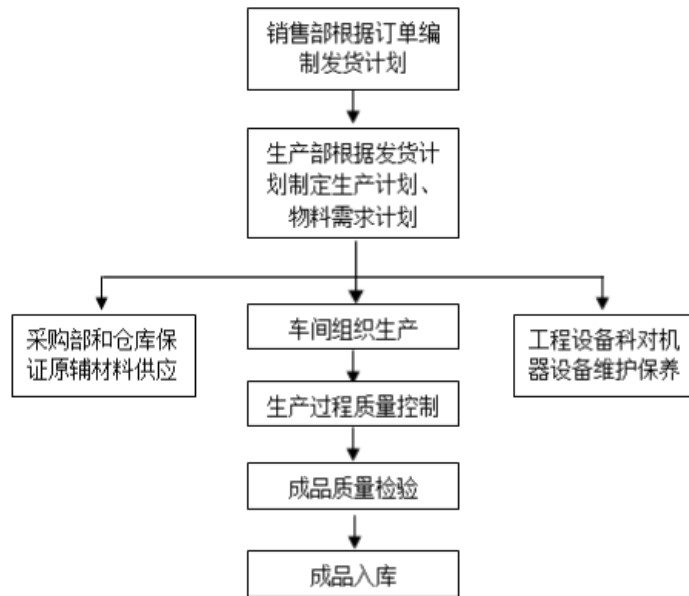 销售部根据订单编
制发货计划
生产部根据发货计
划制定生产计划、
物料需求计划
采购部和仓库保
证原辅材料供应
车间组织生产
工程设备科对机
器设备维护保养
生产过程质量控制
成品质量检验
成品入库